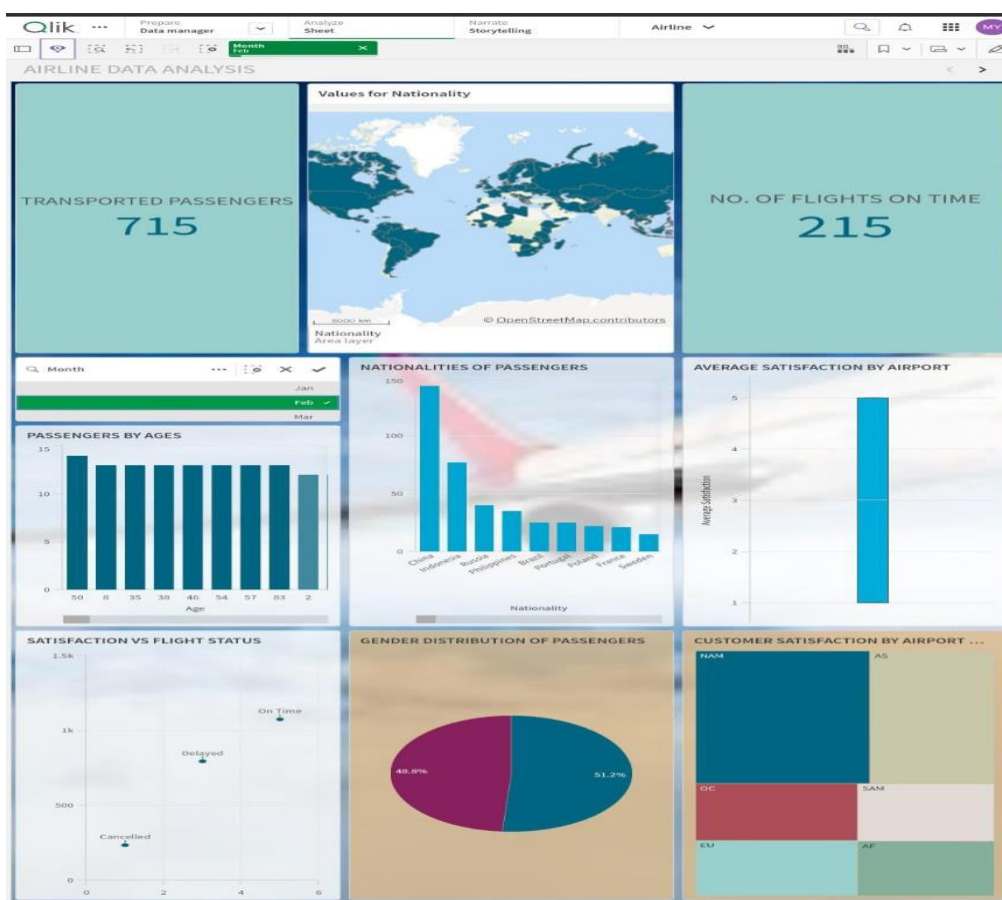 Qlik ... Prepare Data manager Analyze Sheet Narrate Storytelling Airline MY
Month
Feb
AIRLINE DATA ANALYSIS
TRANSPORTED PASSENGERS
715
Values for Nationality
6000 km
© OpenStreetMap contributors
Nationality
Area layer
NO. OF FLIGHTS ON TIME
215
Month ...
Jan
Feb
Mar
PASSENGERS BY AGES
15
10
5
0
50 8 35 38 46 54 57 83 2
Age
NATIONALITIES OF PASSENGERS
150
100
50
0
China Indonesia Russia Philippines Brazil Portugal Poland France Sweden
Nationality
AVERAGE SATISFACTION BY AIRPORT
Average Satisfaction
5
4
3
2
1
SATISFACTION VS FLIGHT STATUS
1.5k
1k
500
0
On Time
Delayed
Cancelled
0 2 4 6
GENDER DISTRIBUTION OF PASSENGERS
48.8%
51.2%
CUSTOMER SATISFACTION BY AIRPORT ...
NAM AS
OC SAM
EU AF